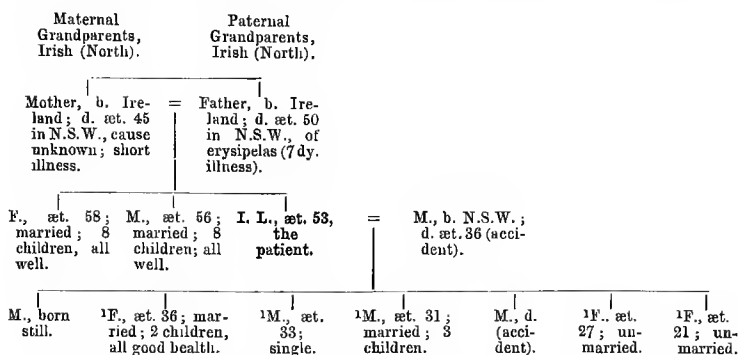 Maternal
Grandparents,
Irish (North).
Paternal
Grandparents,
Irish (North).
Mother, b. Ire-
land; d. æt. 45
in N.S.W., cause
unknown; short
illness.
=
Father, b. Ire-
land; d. æt. 50
in N.S.W., of
erysipelas (7 dy.
illness).
F., æt. 58;
married; 8
children, all
well.
M., æt. 56;
married; 8
children; all
well.
I. L., æt. 53,
the
patient.
=
M., b. N.S.W.;
d. æt. 36 (acci-
dent).
M., born
still.
¹F., æt. 36; mar-
ried; 2 children,
all good health.
¹M., æt.
33;
single.
¹M., æt. 31;
married; 3
children.
M., d.
(acci-
dent).
¹F., æt.
27; un-
married.
¹F., æt.
21; un-
married.